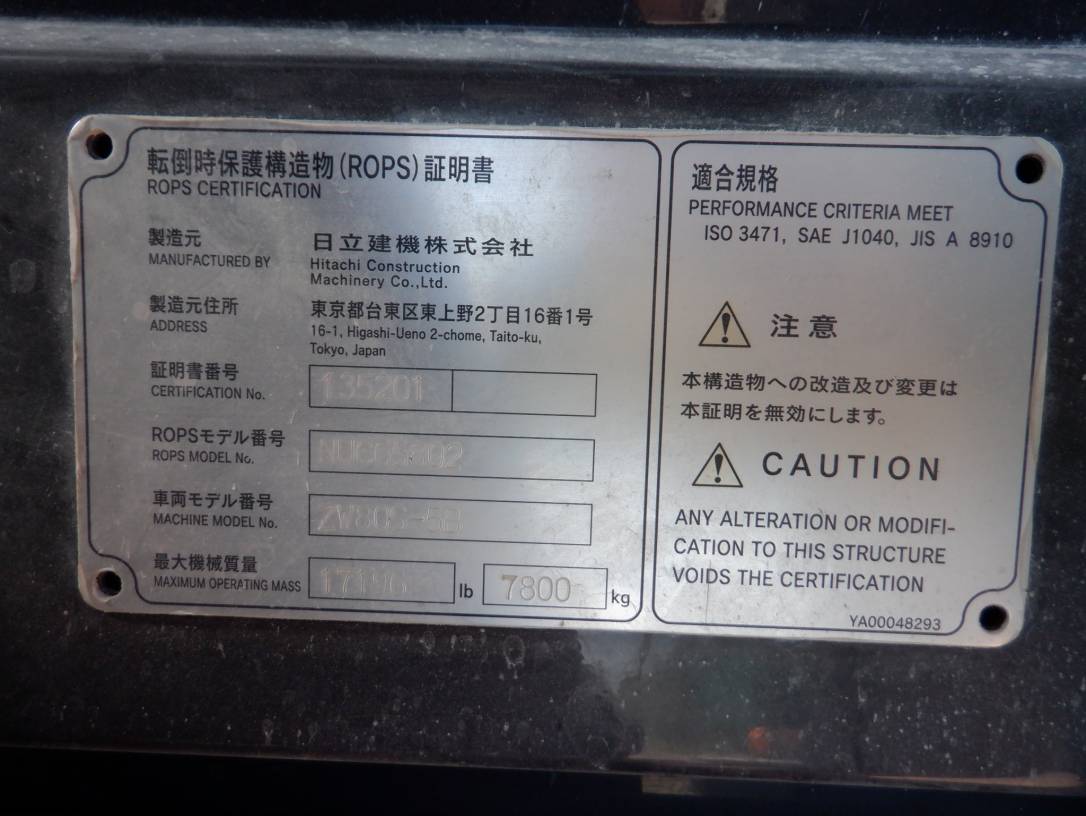 転倒時保護構造物(ROPS)証明書
ROPS CERTIFICATION
製造元
MANUFACTURED BY
日立建機株式会社
Hitachi Construction
Machinery Co.,Ltd.
製造元住所
ADDRESS
東京都台東区東上野2丁目16番1号
16-1, Higashi-Ueno 2-chome, Taito-ku,
Tokyo, Japan
証明書番号
CERTIFICATION No.
135201
ROPSモデル番号
ROPS MODEL No.
車両モデル番号
MACHINE MODEL No.
ZW80S-5B
最大機械質量
MAXIMUM OPERATING MASS
lb 7800 kg
適合規格
PERFORMANCE CRITERIA MEET
ISO 3471, SAE J1040, JIS A 8910
注意
本構造物への改造及び変更は
本証明を無効にします。
CAUTION
ANY ALTERATION OR MODIFI-
CATION TO THIS STRUCTURE
VOIDS THE CERTIFICATION
YA00048293